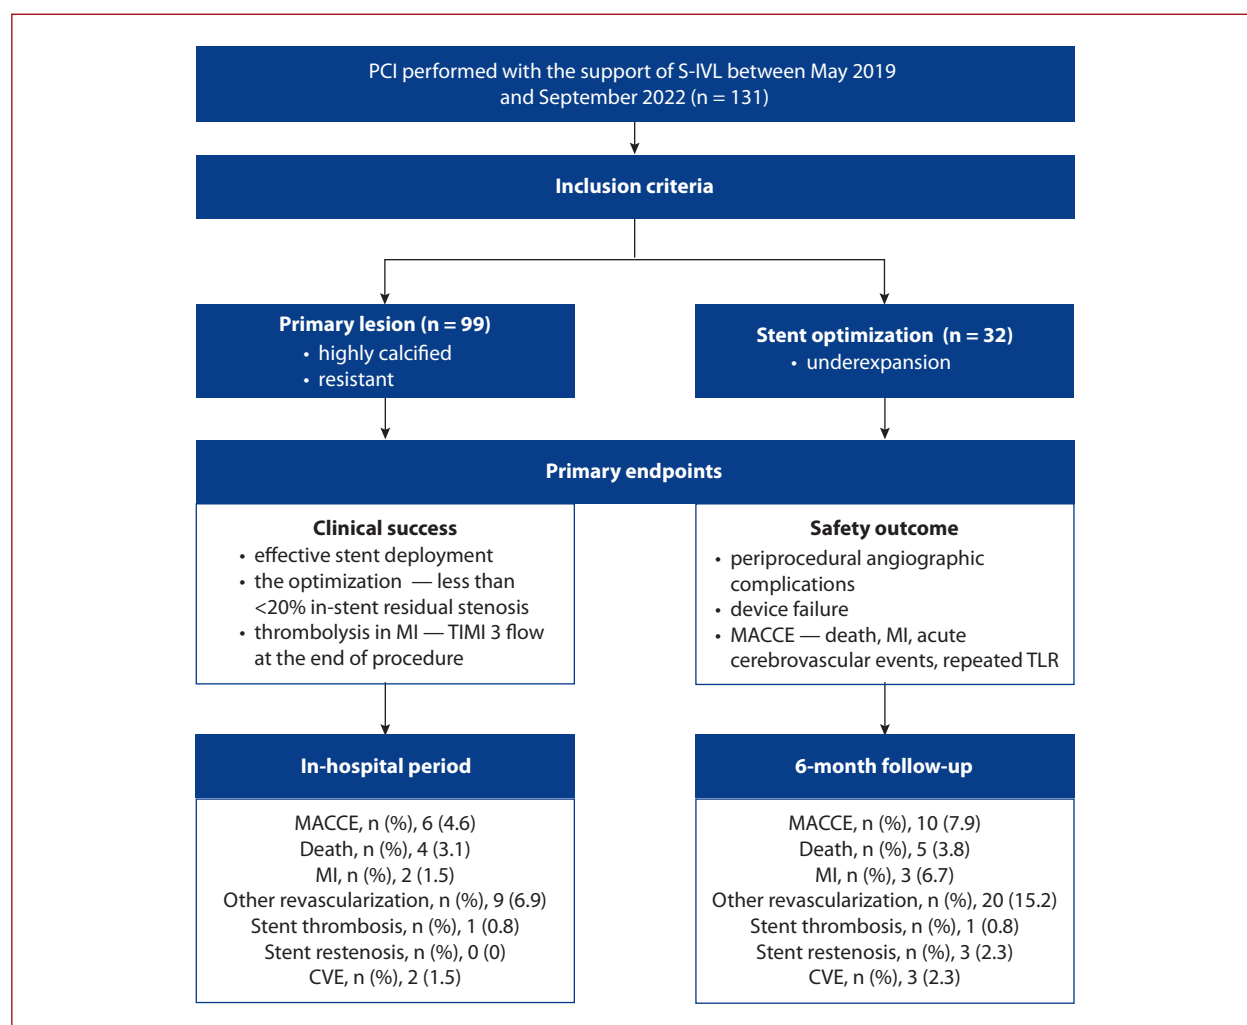 PCI performed with the support of S-IVL between May 2019
and September 2022 (n = 131)
Inclusion criteria
Primary lesion (n = 99)
• highly calcified
• resistant
Stent optimization (n = 32)
• underexpansion
Primary endpoints
Clinical success
• effective stent deployment
• the optimization — less than
<20% in-stent residual stenosis
• thrombolysis in MI — TIMI 3 flow
at the end of procedure
Safety outcome
• periprocedural angiographic
complications
• device failure
• MACCE — death, MI, acute
cerebrovascular events, repeated TLR
In-hospital period
MACCE, n (%), 6 (4.6)
Death, n (%), 4 (3.1)
MI, n (%), 2 (1.5)
Other revascularization, n (%), 9 (6.9)
Stent thrombosis, n (%), 1 (0.8)
Stent restenosis, n (%), 0 (0)
CVE, n (%), 2 (1.5)
6-month follow-up
MACCE, n (%), 10 (7.9)
Death, n (%), 5 (3.8)
MI, n (%), 3 (6.7)
Other revascularization, n (%), 20 (15.2)
Stent thrombosis, n (%), 1 (0.8)
Stent restenosis, n (%), 3 (2.3)
CVE, n (%), 3 (2.3)